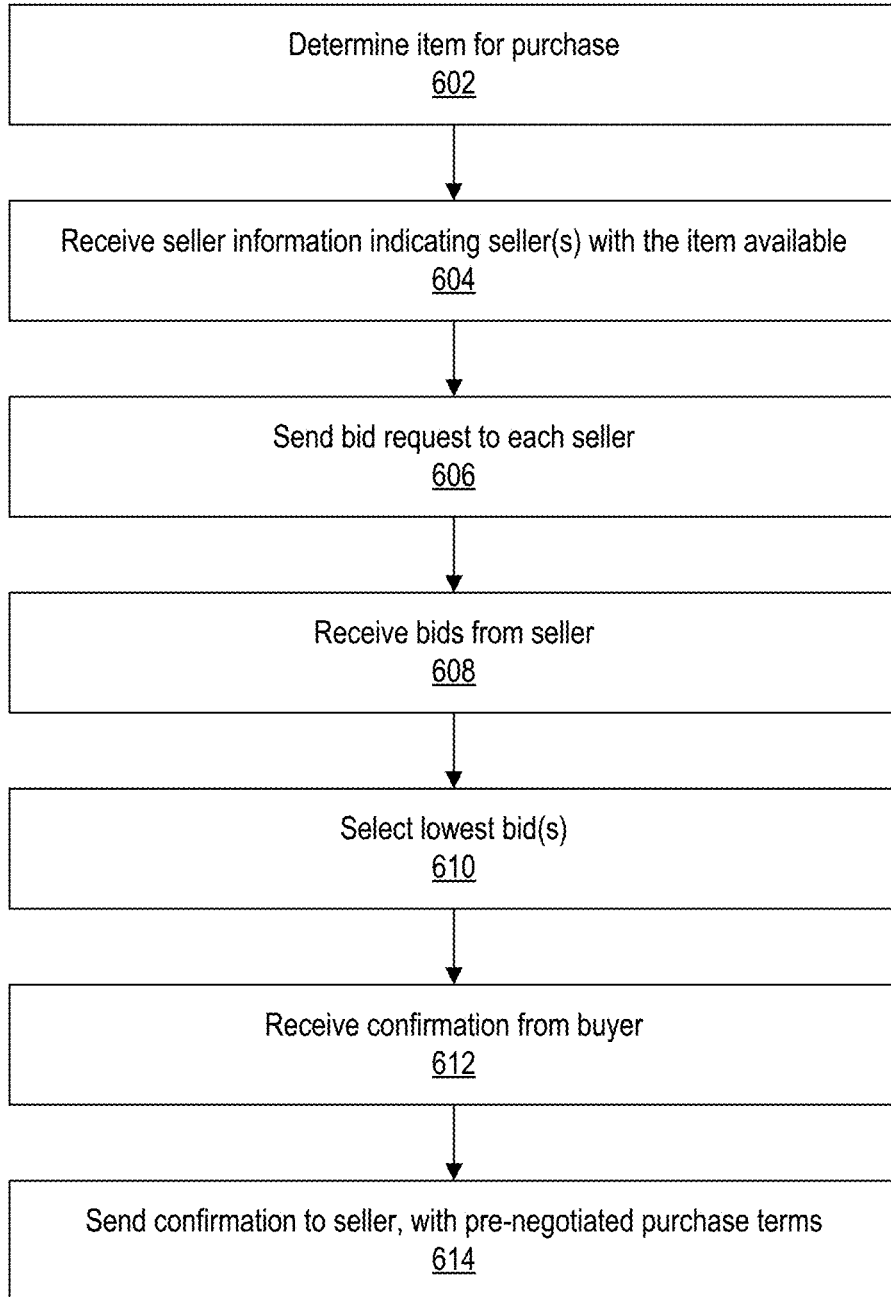 Determine item for purchase
602
Receive seller information indicating seller(s) with the item available
604
Send bid request to each seller
606
Receive bids from seller
608
Select lowest bid(s)
610
Receive confirmation from buyer
612
Send confirmation to seller, with pre-negotiated purchase terms
614